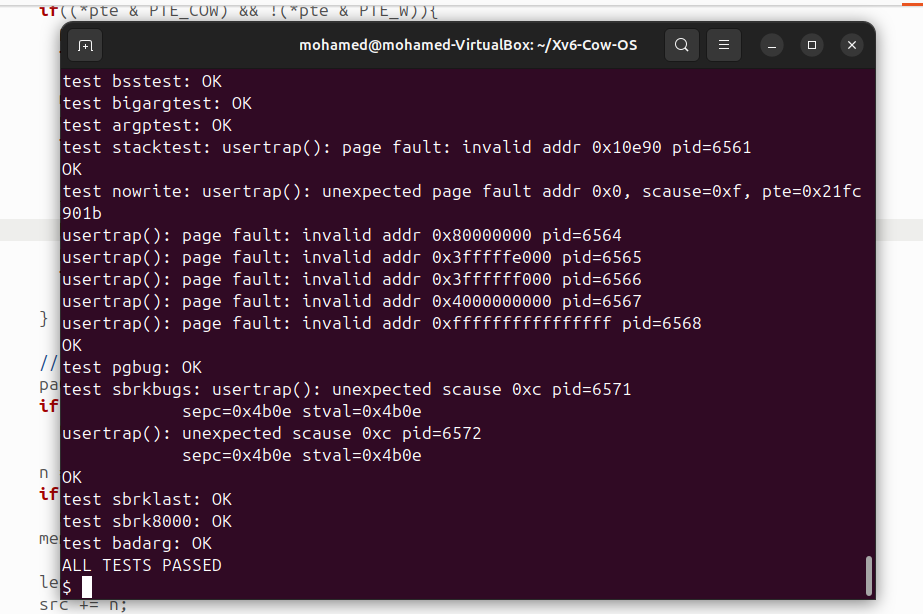 if((*pte & PTE_COW) && !(*pte & PTE_W)){
mohamed@mohamed-VirtualBox: ~/Xv6-Cow-OS
test bsstest: OK
test bigargtest: OK
test argptest: OK
test stacktest: usertrap(): page fault: invalid addr 0x10e90 pid=6561
OK
test nowrite: usertrap(): unexpected page fault addr 0x0, scause=0xf, pte=0x21fc
901b
usertrap(): page fault: invalid addr 0x80000000 pid=6564
usertrap(): page fault: invalid addr 0x3fffffe000 pid=6565
usertrap(): page fault: invalid addr 0x3ffffff000 pid=6566
usertrap(): page fault: invalid addr 0x4000000000 pid=6567
usertrap(): page fault: invalid addr 0xffffffffffffffff pid=6568
OK
test pgbug: OK
test sbrkbugs: usertrap(): unexpected scause 0xc pid=6571
sepc=0x4b0e stval=0x4b0e
usertrap(): unexpected scause 0xc pid=6572
sepc=0x4b0e stval=0x4b0e
OK
test sbrklast: OK
test sbrk8000: OK
test badarg: OK
ALL TESTS PASSED
$
}
//
pa
if
n
if
me
le
src += n;